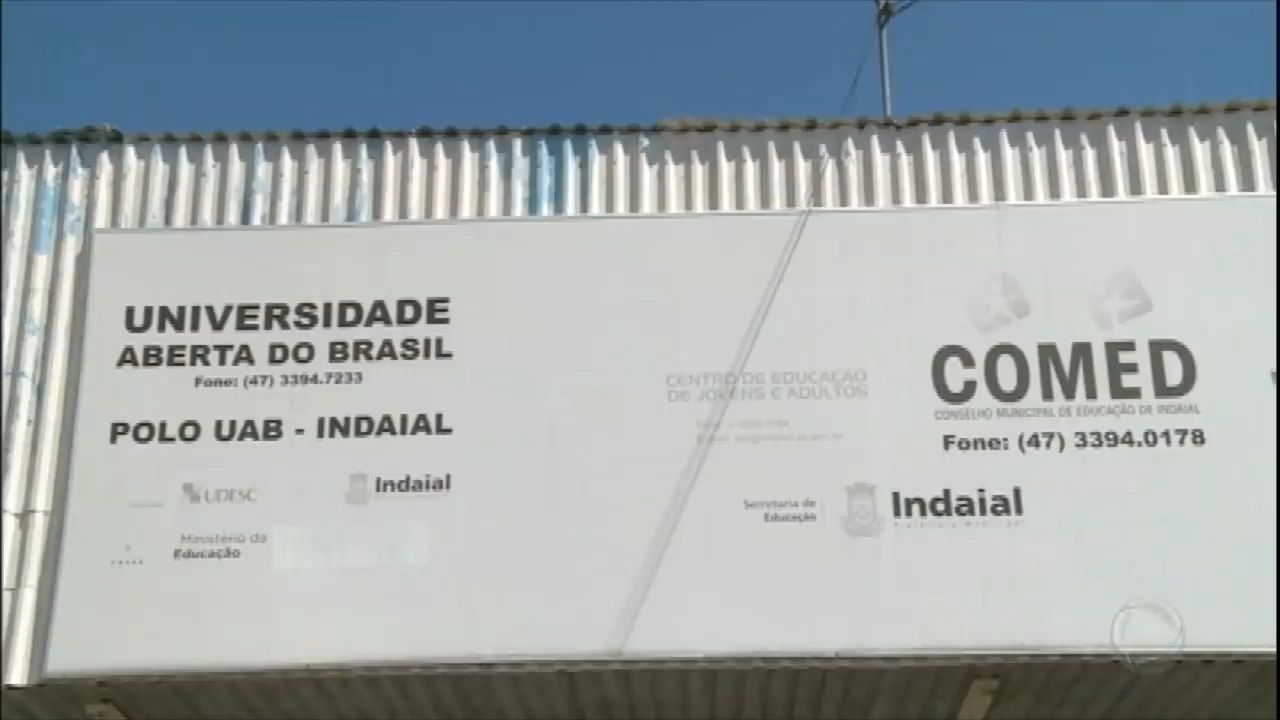 UNIVERSIDADE
ABERTA DO BRASIL
Fone: (47) 3394.7233
POLO UAB - INDAIAL
UDESC
Indaial
Ministério da
Educação
CENTRO DE EDUCAÇÃO
DE JOVENS E ADULTOS
COMED
CONSELHO MUNICIPAL DE EDUCAÇÃO DE INDAIAL
Fone: (47) 3394.0178
Secretaria de
Educação
Indaial